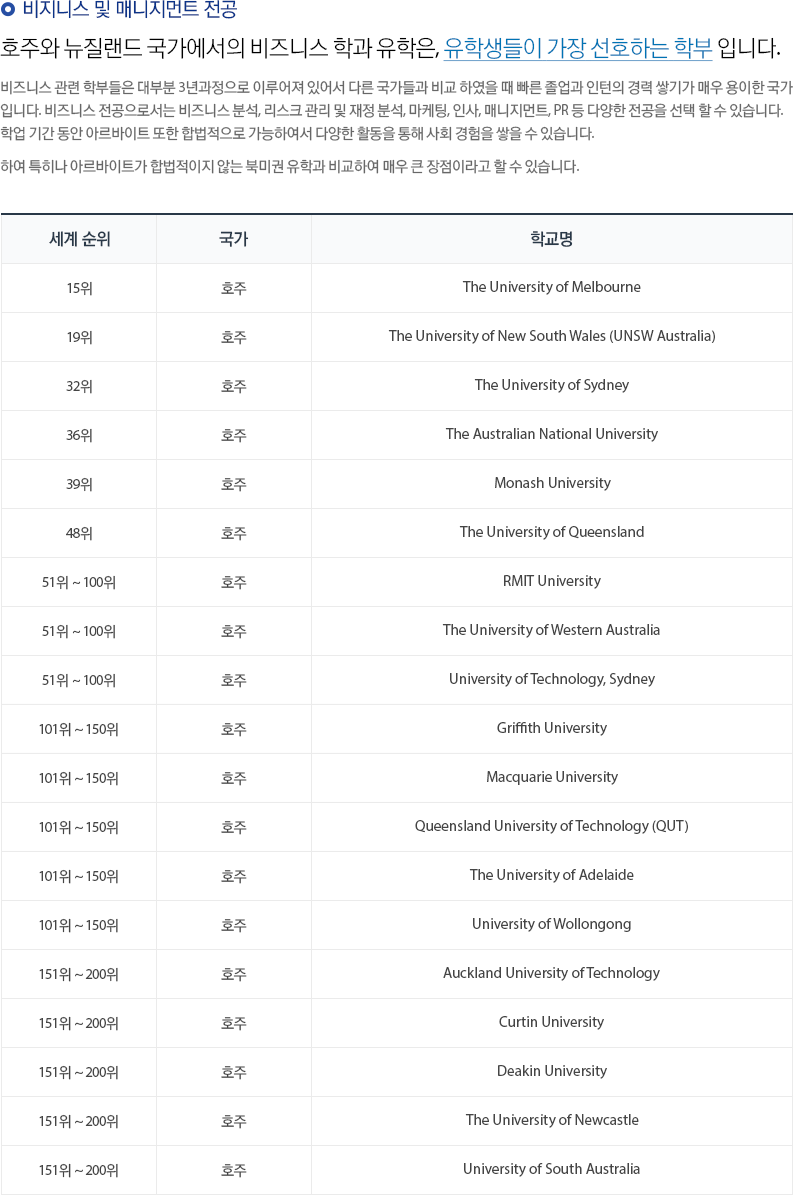 비지니스 및 매니지먼트 전공
호주와 뉴질랜드 국가에서의 비즈니스 학과 유학은, 유학생들이 가장 선호하는 학부 입니다.
비즈니스 관련 학부들은 대부분 3년과정으로 이루어져 있어서 다른 국가들과 비교 하였을 때 빠른 졸업과 인턴의 경력 쌓기가 매우 용이한 국가
입니다. 비즈니스 전공으로서는 비즈니스 분석, 리스크 관리 및 재정 분석, 마케팅, 인사, 매니지먼트, PR 등 다양한 전공을 선택 할 수 있습니다.
학업 기간 동안 아르바이트 또한 합법적으로 가능하여서 다양한 활동을 통해 사회 경험을 쌓을 수 있습니다.
하여 특히나 아르바이트가 합법적이지 않는 북미권 유학과 비교하여 매우 큰 장점이라고 할 수 있습니다.
세계 순위 국가 학교명
15위 호주 The University of Melbourne
19위 호주 The University of New South Wales (UNSW Australia)
32위 호주 The University of Sydney
36위 호주 The Australian National University
39위 호주 Monash University
48위 호주 The University of Queensland
51위 ~ 100위 호주 RMIT University
51위 ~ 100위 호주 The University of Western Australia
51위 ~ 100위 호주 University of Technology, Sydney
101위 ~ 150위 호주 Griffith University
101위 ~ 150위 호주 Macquarie University
101위 ~ 150위 호주 Queensland University of Technology (QUT)
101위 ~ 150위 호주 The University of Adelaide
101위 ~ 150위 호주 University of Wollongong
151위 ~ 200위 호주 Auckland University of Technology
151위 ~ 200위 호주 Curtin University
151위 ~ 200위 호주 Deakin University
151위 ~ 200위 호주 The University of Newcastle
151위 ~ 200위 호주 University of South Australia